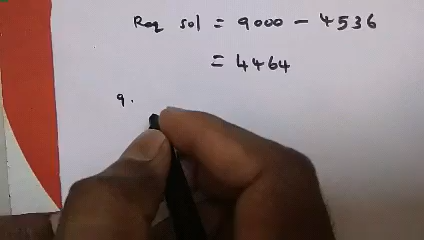 Req sol = 9000 - 4536
= 4464
9.